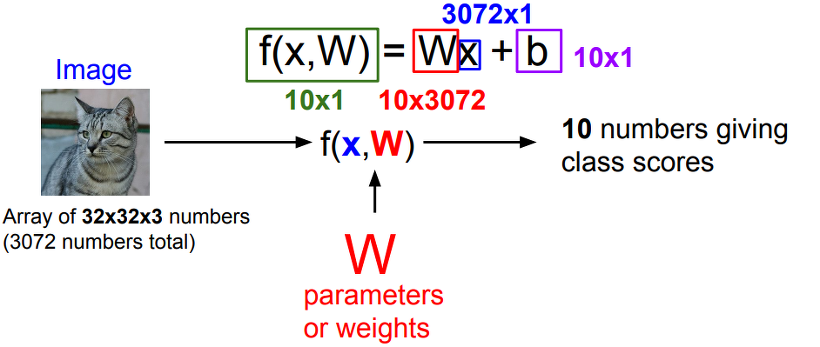 3072x1
f(x,W) = Wx + b 10x1
Image
10x1 10x3072
f(x,W)
10 numbers giving
class scores
Array of 32x32x3 numbers
(3072 numbers total)
W
parameters
or weights